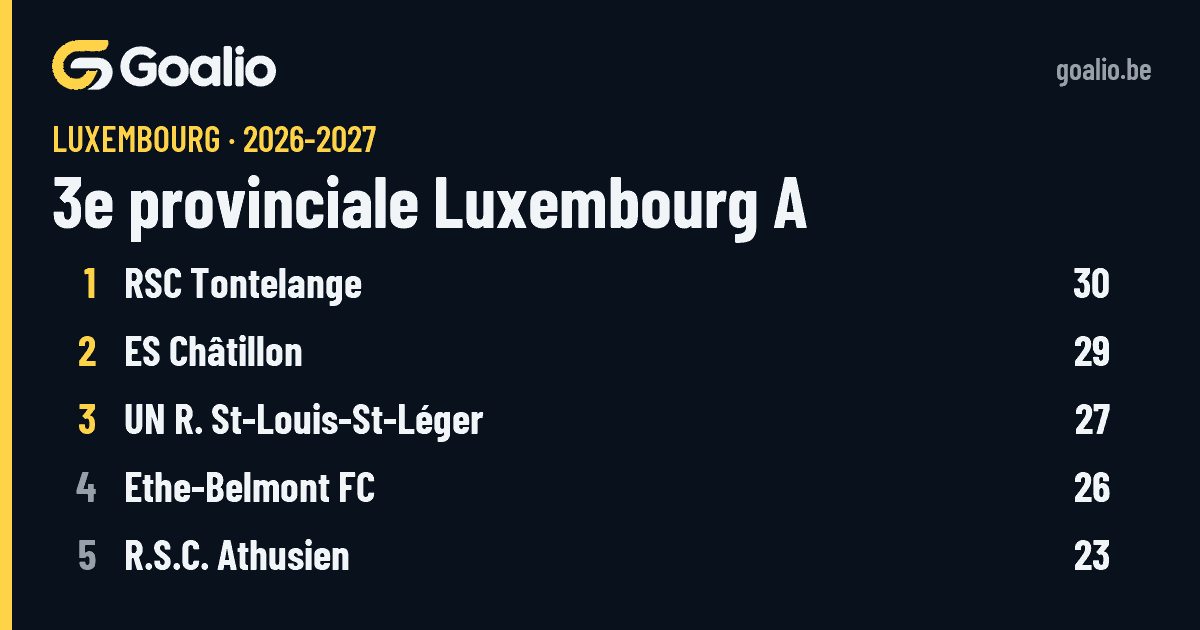 Goalio
goalio.be
LUXEMBOURG · 2026-2027
3e provinciale Luxembourg A
1 RSC Tontelange 30
2 ES Châtillon 29
3 UN R. St-Louis-St-Léger 27
4 Ethe-Belmont FC 26
5 R.S.C. Athusien 23